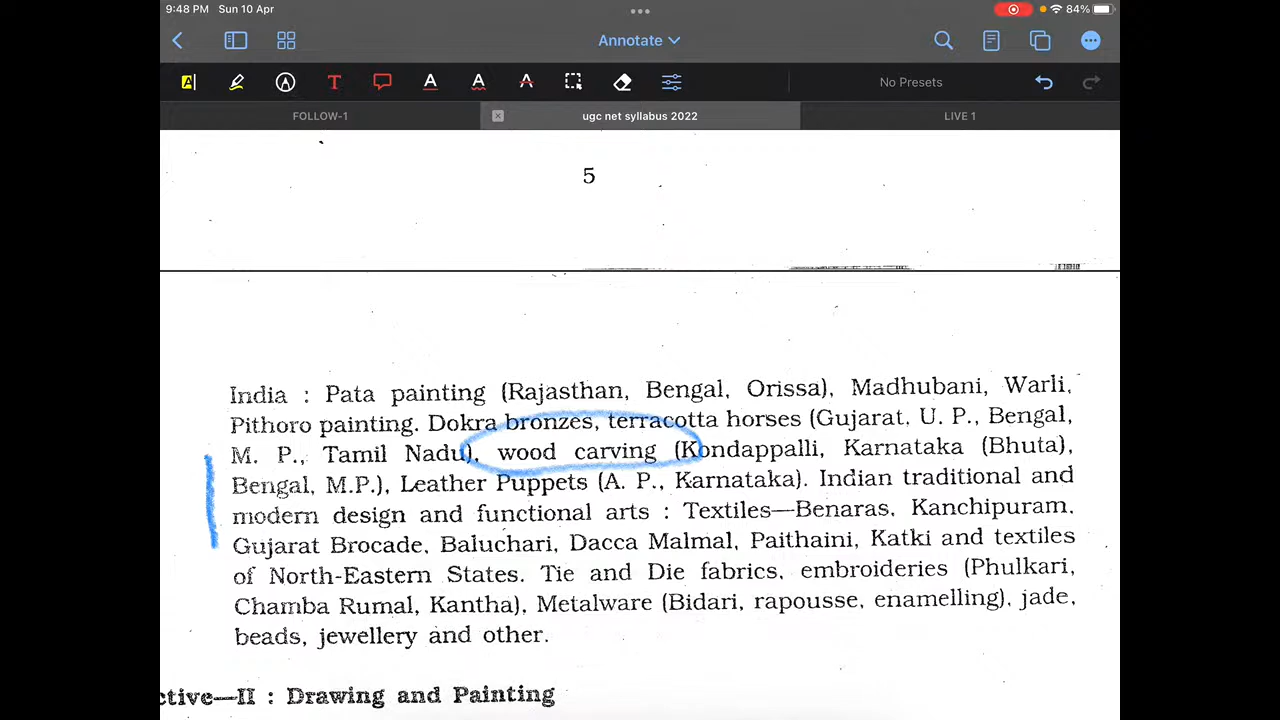 9:48 PM Sun 10 Apr
84%
Annotate
A
A
T
A
A
A
No Presets
FOLLOW-1
ugc net syllabus 2022
LIVE 1
5
India : Pata painting (Rajasthan, Bengal, Orissa), Madhubani, Warli,
Pithoro painting. Dokra bronzes, terracotta horses (Gujarat, U. P., Bengal,
M. P., Tamil Nadu), wood carving (Kondappalli, Karnataka (Bhuta),
Bengal, M.P.), Leather Puppets (A. P., Karnataka). Indian traditional and
modern design and functional arts : Textiles—Benaras, Kanchipuram.
Gujarat Brocade, Baluchari, Dacca Malmal, Paithaini, Katki and textiles
of North-Eastern States. Tie and Die fabrics, embroideries (Phulkari,
Chamba Rumal, Kantha), Metalware (Bidari, rapousse, enamelling), jade,
beads, jewellery and other.
ctive—II : Drawing and Painting